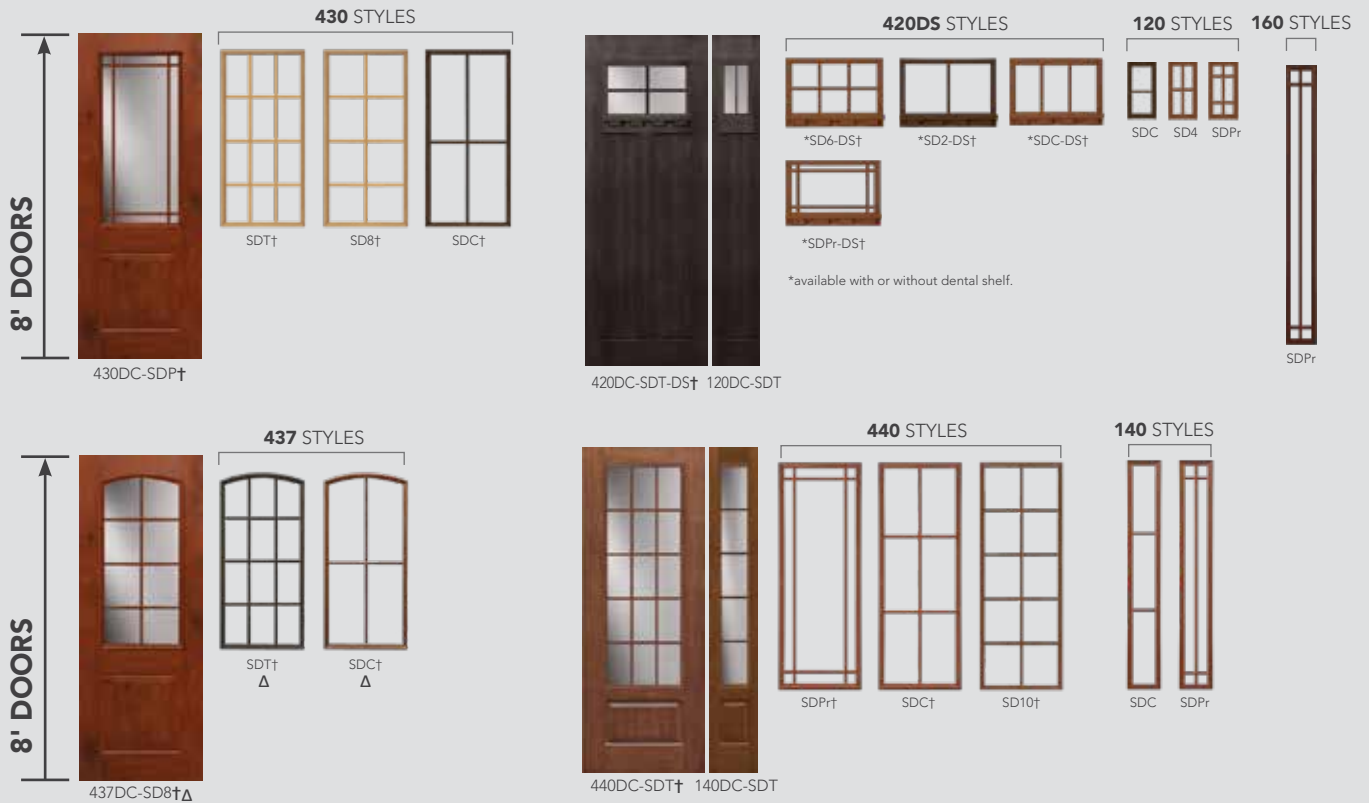 430 STYLES
8' DOORS
430DC-SDP†
SDT†
SD8†
SDC†
420DC-SDT-DS† 120DC-SDT
420DS STYLES
*SD6-DS†
*SD2-DS†
*SDC-DS†
*SDPr-DS†
*available with or without dental shelf.
120 STYLES
SDC
SD4
SDPr
160 STYLES
SDPr
437 STYLES
8' DOORS
437DC-SD8†Δ
SDT†
Δ
SDC†
Δ
440DC-SDT† 140DC-SDT
440 STYLES
SDPr†
SDC†
SD10†
140 STYLES
SDC
SDPr